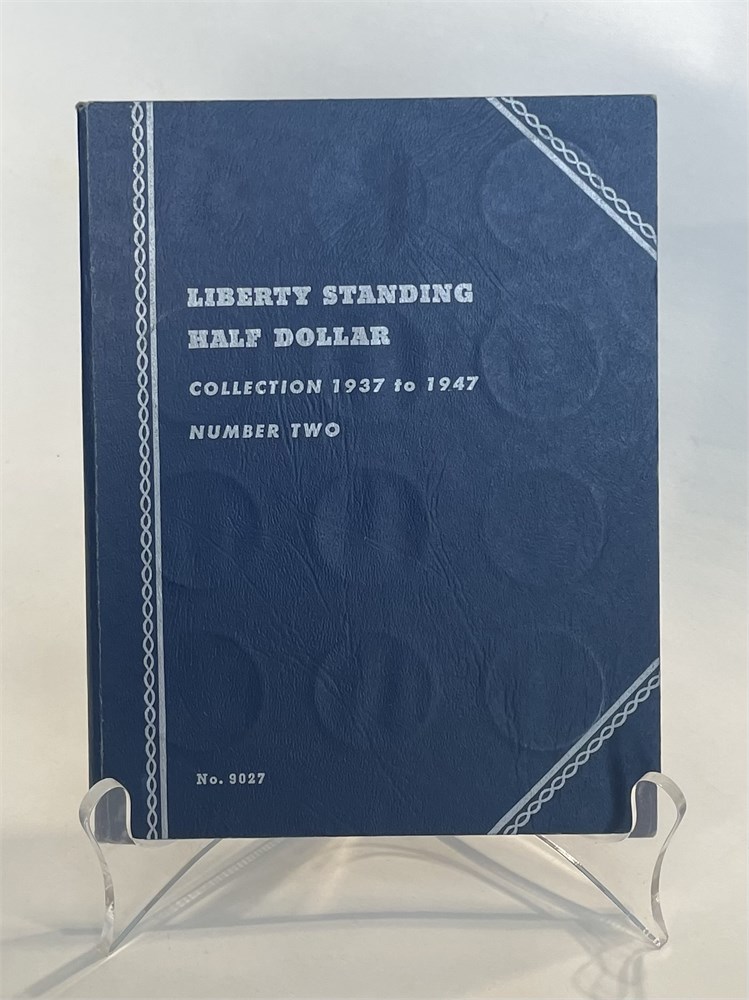 LIBERTY STANDING
HALF DOLLAR
COLLECTION 1937 to 1947
NUMBER TWO
No. 9027